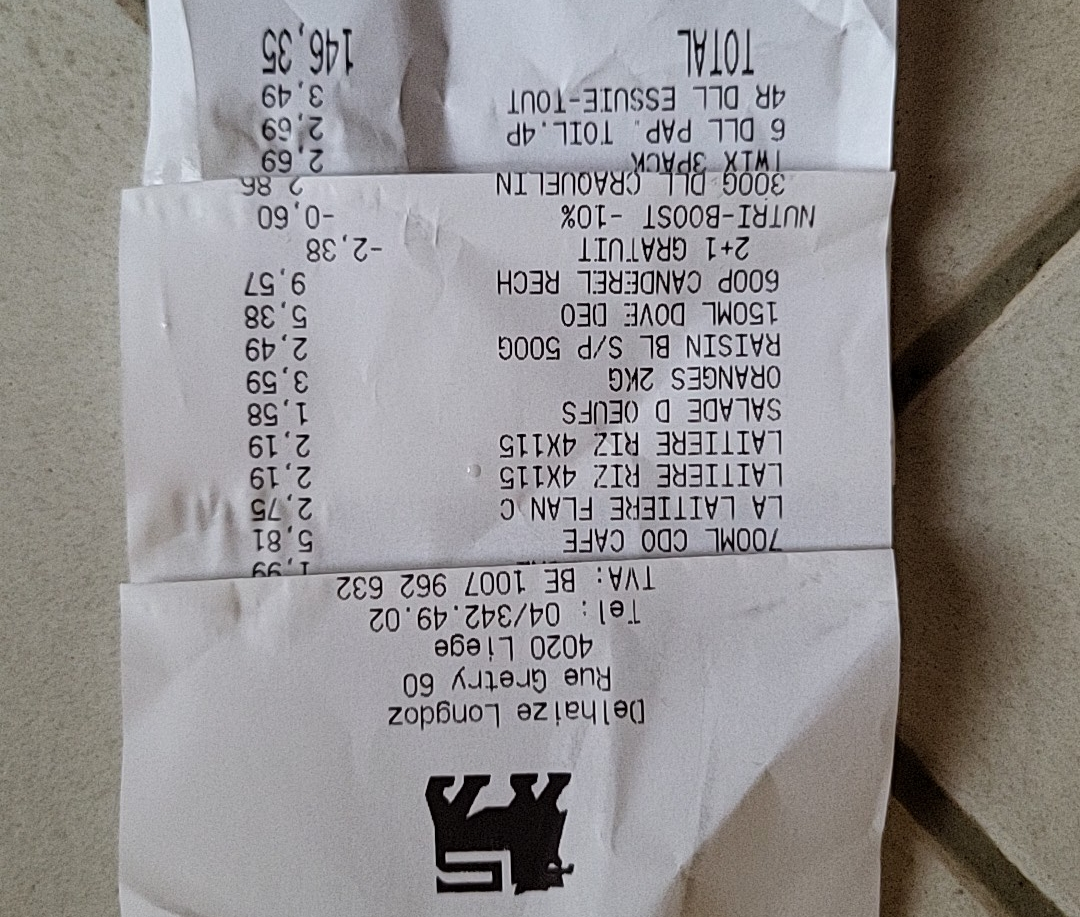 Delhaize Longdoz
Rue Gretry 60
4020 Liege
Tel: 04/342.49.02
TVA: BE 1007 962 632
1,99
700ML CDO CAFE 5,81
LA LAITIERE FLAN C 2,75
LAITIERE RIZ 4X115 2,19
LAITIERE RIZ 4X115 2,19
SALADE D OEUFS 1,58
ORANGES 2KG 3,59
RAISIN BL S/P 500G 2,49
150ML DOVE DEO 5,38
600P CANDEREL RECH 9,57
2+1 GRATUIT -2,38
NUTRI-BOOST -10% -0,60
300G DLL CRAQUELIN 2,86
TWIX 3PACK 2,69
6 DLL PAP. TOIL.4P 2,69
4R DLL ESSUIE-TOUT 3,49
TOTAL 146,35